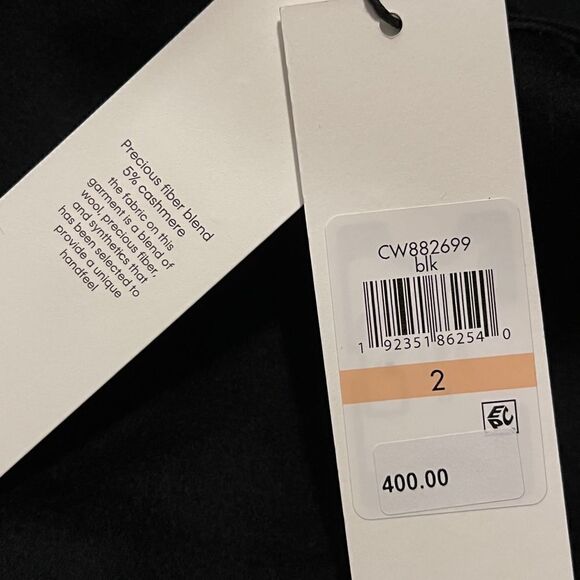 Precious fiber blend
5% cashmere
the fabric on this
garment is a blend of
wool, precious fiber,
and synthetics that
has been selected to
provide a unique
handfeel
CW882699
blk
1 92351 86254 0
2
EDC
400.00